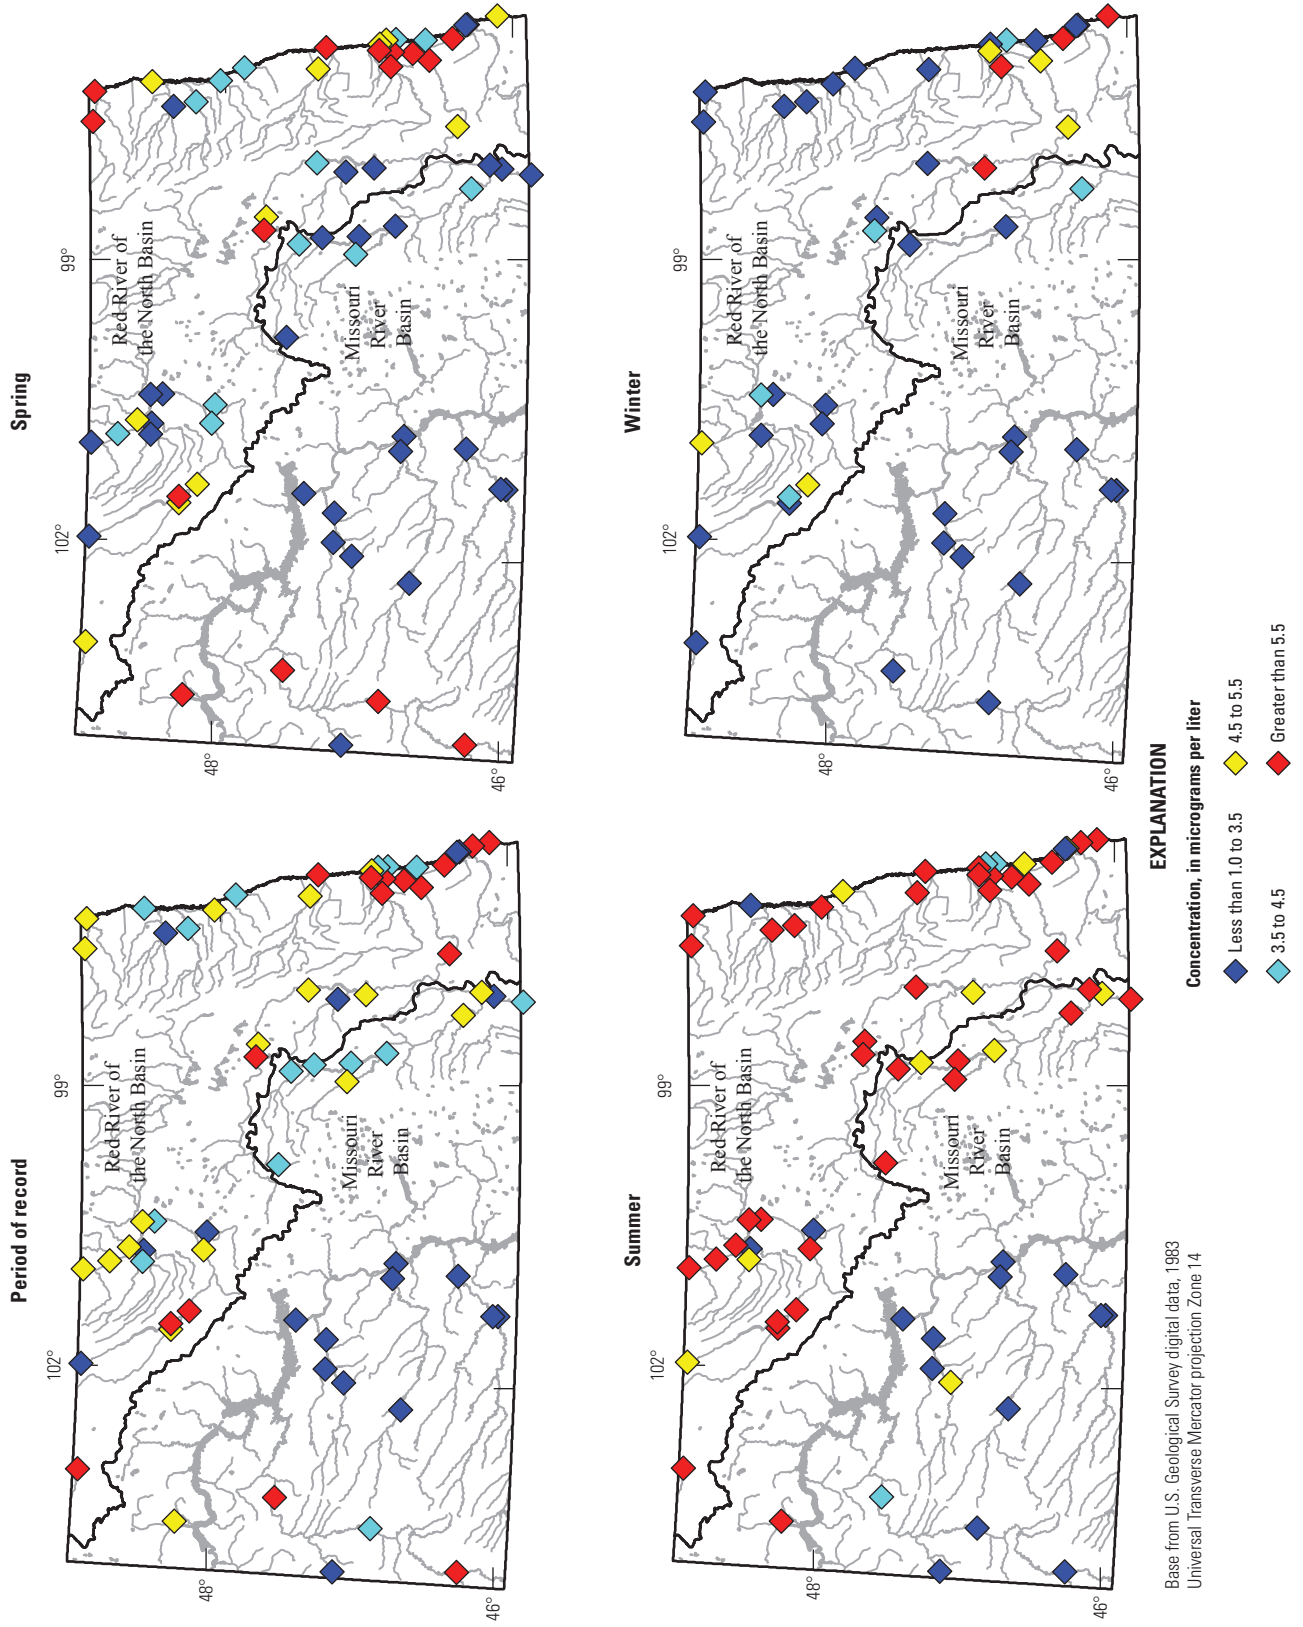 Period of record
102°
99°
48°
46°
Red River of
the North Basin
Missouri
River
Basin
Spring
102°
99°
48°
46°
Red River of
the North Basin
Missouri
River
Basin
Summer
102°
99°
48°
46°
Red River of
the North Basin
Missouri
River
Basin
Winter
102°
99°
48°
46°
Red River of
the North Basin
Missouri
River
Basin
Base from U.S. Geological Survey digital data, 1983
Universal Transverse Mercator projection Zone 14
EXPLANATION
Concentration, in micrograms per liter
Less than 1.0 to 3.5
3.5 to 4.5
4.5 to 5.5
Greater than 5.5